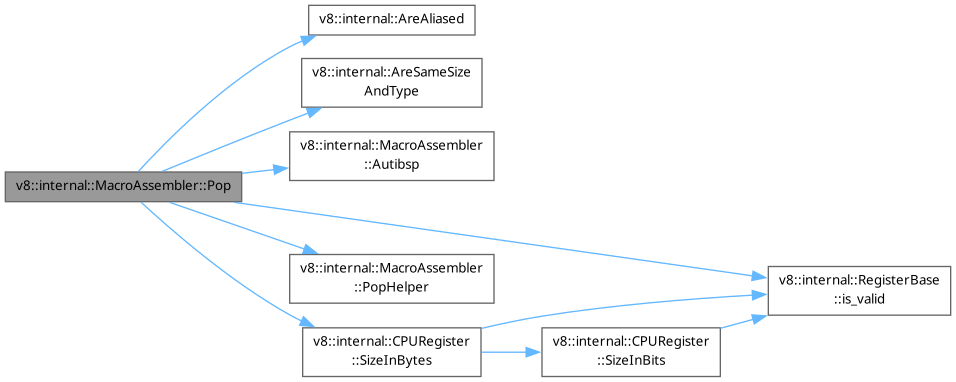 v8::internal::AreAliased
v8::internal::AreSameSize
AndType
v8::internal::MacroAssembler
::Autibsp
v8::internal::MacroAssembler::Pop
v8::internal::MacroAssembler
::PopHelper
v8::internal::RegisterBase
::is_valid
v8::internal::CPURegister
::SizeInBytes
v8::internal::CPURegister
::SizeInBits